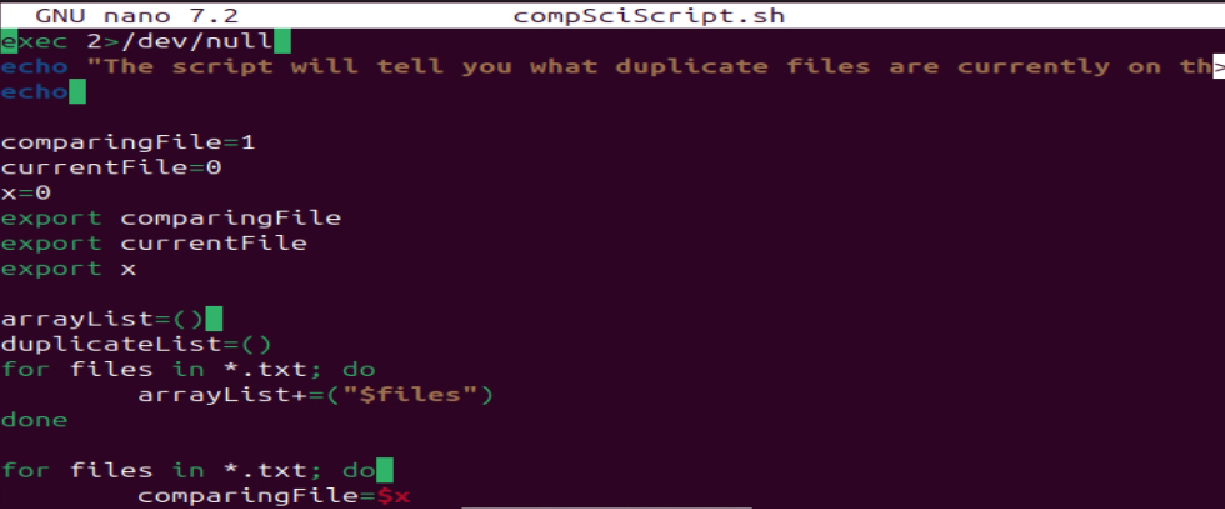 GNU nano 7.2 compSciScript.sh
exec 2>/dev/null
echo "The script will tell you what duplicate files are currently on th>
echo
comparingFile=1
currentFile=0
x=0
export comparingFile
export currentFile
export x
arrayList=()
duplicateList=()
for files in *.txt; do
arrayList+=("$files")
done
for files in *.txt; do
comparingFile=$x